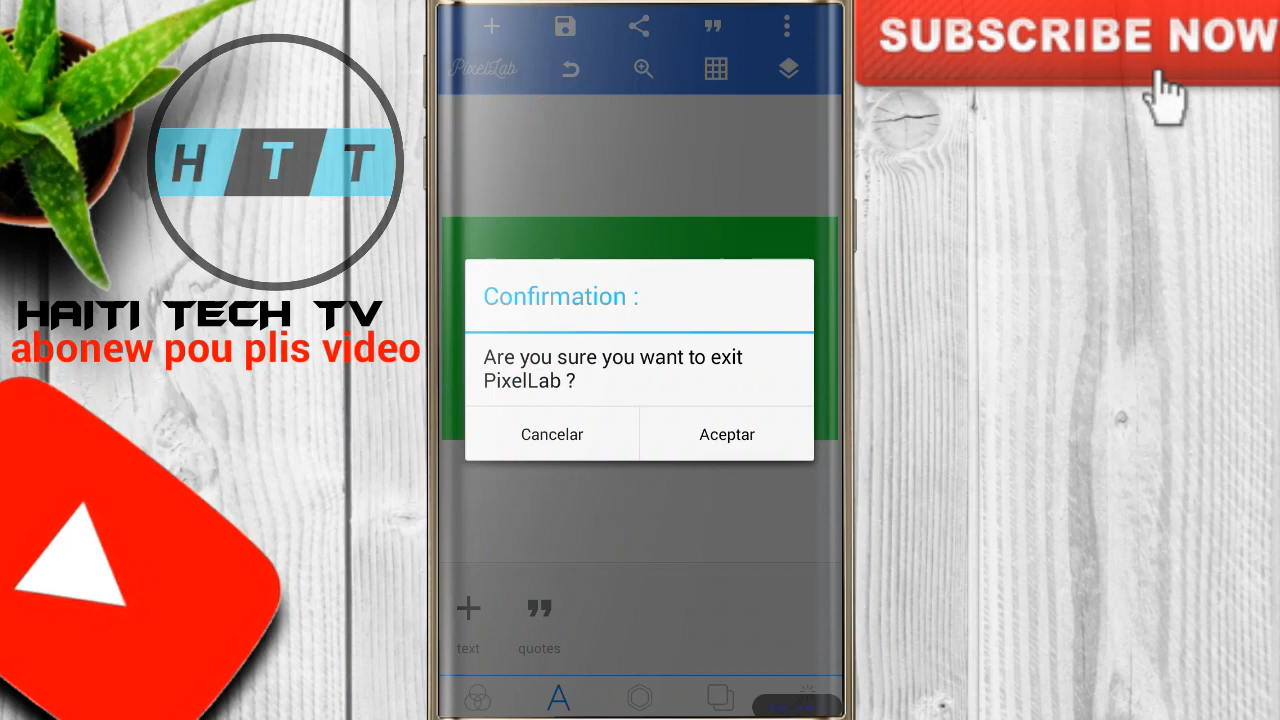 SUBSCRIBE NOW
PixelLab
H T T
HAITI TECH TV
abonew pou plis video
Confirmation :
Are you sure you want to exit
PixelLab ?
Cancelar
Aceptar
text
quotes